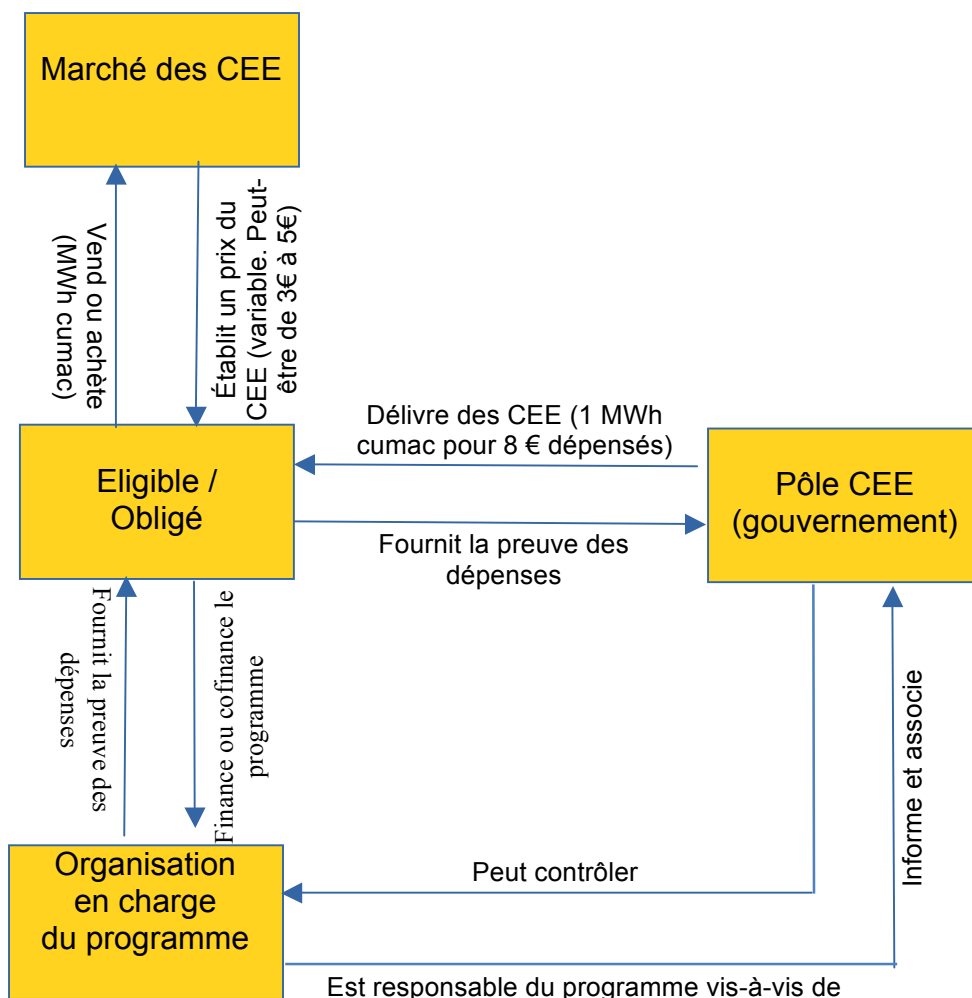 Marché des CEE
Vend ou achète
(MWh cumac)
Établit un prix du
CEE (variable. Peut-
être de 3€ à 5€)
Délivre des CEE (1 MWh
cumac pour 8 € dépensés)
Eligible /
Obligé
Pôle CEE
(gouvernement)
Fournit la preuve des
dépenses
Fournit la preuve des
dépenses
Finance ou cofinance le
programme
Informe et associe
Organisation
en charge
du programme
Peut contrôler
Est responsable du programme vis-à-vis de